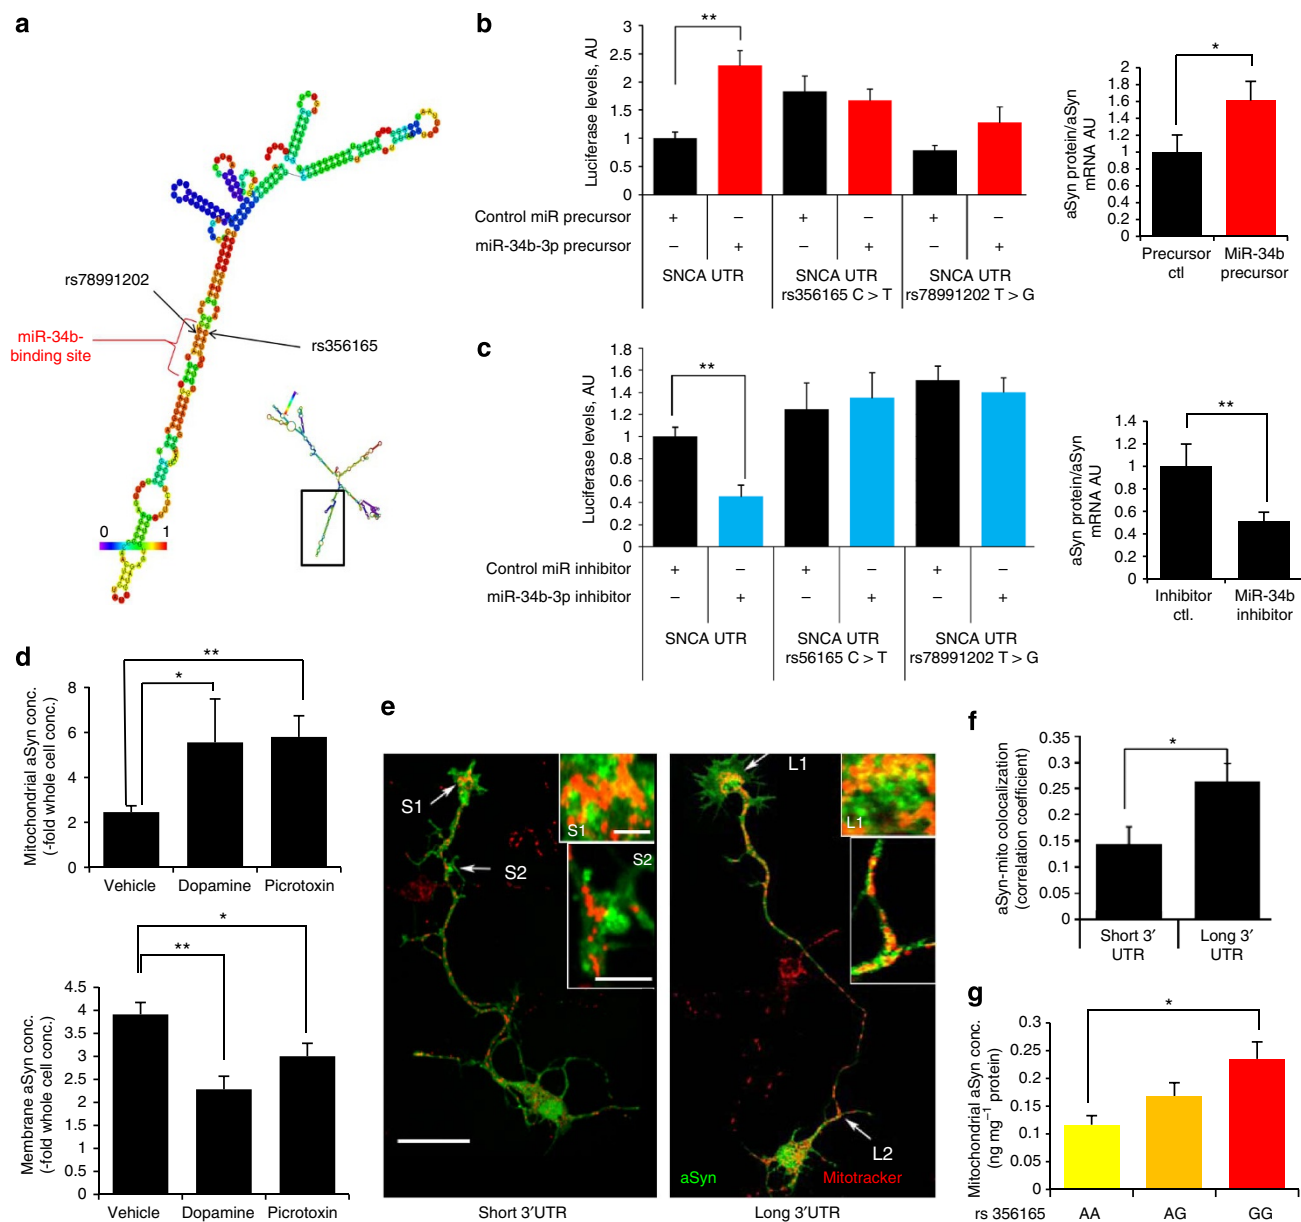 a
rs78991202
miR-34b-
binding site
rs356165
0 1
b
Luciferase levels, AU
3
2.5
2
1.5
1
0.5
0
**
Control miR precursor + – + – + –
miR-34b-3p precursor – + – + – +
SNCA UTR
SNCA UTR
rs356165 C > T
SNCA UTR
rs78991202 T > G
aSyn protein/aSyn
mRNA AU
2
1.8
1.6
1.4
1.2
1
0.8
0.6
0.4
0.2
0
*
Precursor
ctl
MiR-34b
precursor
c
Luciferase levels, AU
1.8
1.6
1.4
1.2
1
0.8
0.6
0.4
0.2
0
**
Control miR inhibitor + – + – + –
miR-34b-3p inhibitor – + – + – +
SNCA UTR
SNCA UTR
rs56165 C > T
SNCA UTR
rs78991202 T > G
aSyn protein/aSyn
mRNA AU
1.4
1.2
1
0.8
0.6
0.4
0.2
0
**
Inhibitor
ctl.
MiR-34b
inhibitor
d
Mitochondrial aSyn conc.
(-fold whole cell conc.)
8
6
4
2
0
**
*
Vehicle Dopamine Picrotoxin
Membrane aSyn conc.
(-fold whole cell conc.)
4.5
4
3.5
3
2.5
2
1.5
1
0.5
0
*
**
Vehicle Dopamine Picrotoxin
e
S1
S2
S1
S2
Short 3′UTR
L1
L1
L2
aSyn
Mitotracker
Long 3′UTR
f
aSyn-mito colocalization
(correlation coefficient)
0.35
0.3
0.25
0.2
0.15
0.1
0.05
0
*
Short 3′
UTR
Long 3′
UTR
g
Mitochondrial aSyn conc.
(ng mg−1 protein)
0.3
0.25
0.2
0.15
0.1
0.05
0
*
rs 356165 AA AG GG